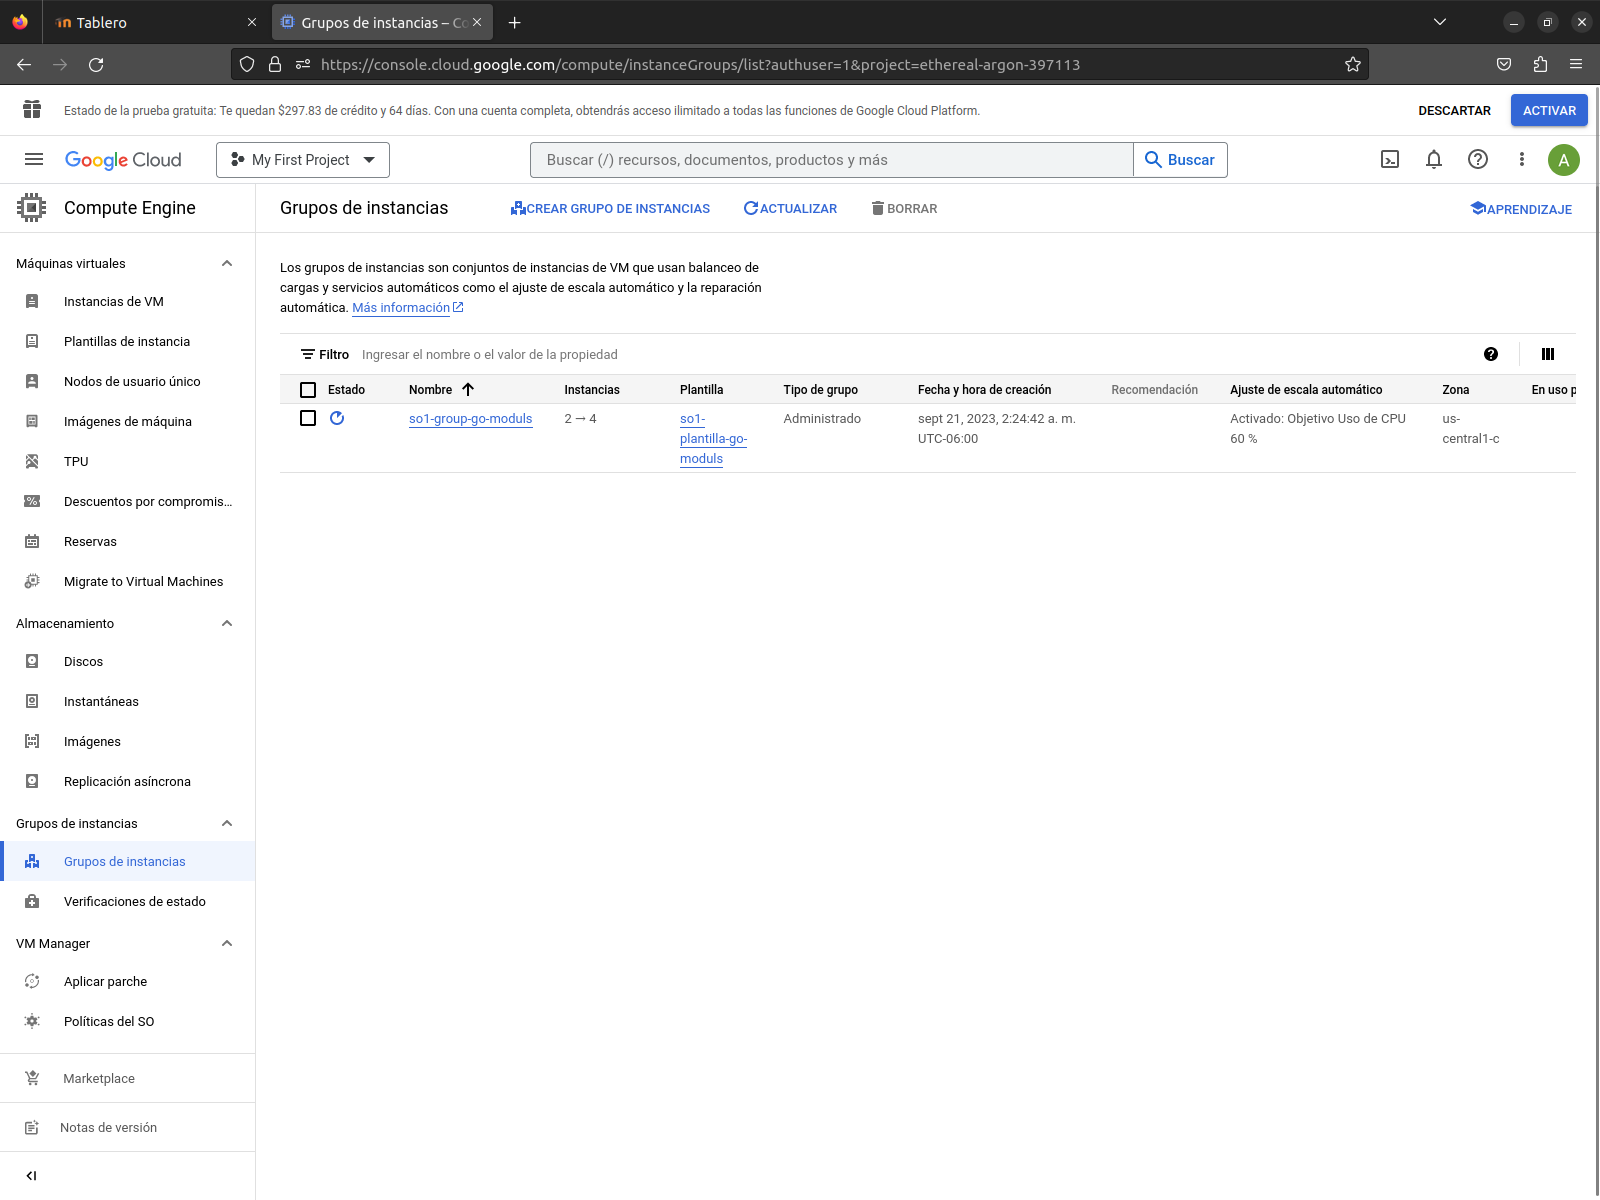 Tablero
Grupos de instancias – Co
https://console.cloud.google.com/compute/instanceGroups/list?authuser=1&project=ethereal-argon-397113
Estado de la prueba gratuita: Te quedan $297.83 de crédito y 64 días. Con una cuenta completa, obtendrás acceso ilimitado a todas las funciones de Google Cloud Platform.
DESCARTAR
ACTIVAR
Google Cloud
My First Project
Buscar (/) recursos, documentos, productos y más
Buscar
A
Compute Engine
Máquinas virtuales
Instancias de VM
Plantillas de instancia
Nodos de usuario único
Imágenes de máquina
TPU
Descuentos por compromis...
Reservas
Migrate to Virtual Machines
Almacenamiento
Discos
Instantáneas
Imágenes
Replicación asíncrona
Grupos de instancias
Grupos de instancias
Verificaciones de estado
VM Manager
Aplicar parche
Políticas del SO
Marketplace
Notas de versión
Grupos de instancias
CREAR GRUPO DE INSTANCIAS
ACTUALIZAR
BORRAR
APRENDIZAJE
Los grupos de instancias son conjuntos de instancias de VM que usan balanceo de
cargas y servicios automáticos como el ajuste de escala automático y la reparación
automática. Más información
Filtro Ingresar el nombre o el valor de la propiedad
Estado Nombre Instancias Plantilla Tipo de grupo Fecha y hora de creación Recomendación Ajuste de escala automático Zona En uso p
so1-group-go-moduls 2 → 4 so1- Administrado sept 21, 2023, 2:24:42 a. m. Activado: Objetivo Uso de CPU us-
plantilla-go- UTC-06:00 60 % central1-c
moduls